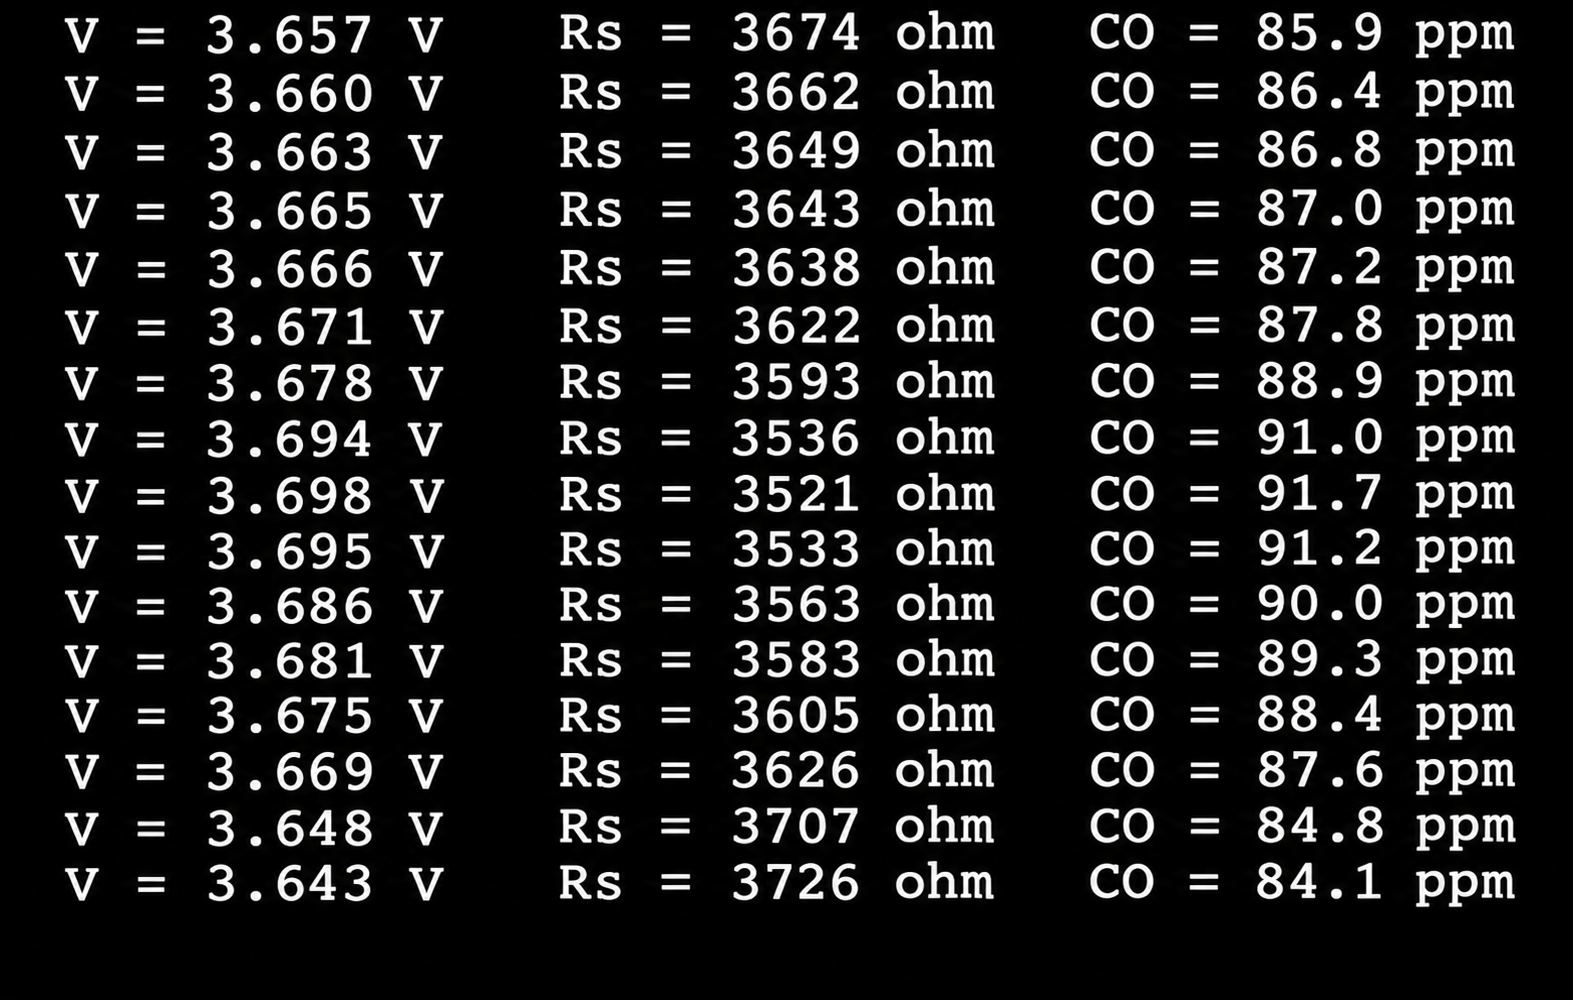 V = 3.657 V Rs = 3674 ohm CO = 85.9 ppm
V = 3.660 V Rs = 3662 ohm CO = 86.4 ppm
V = 3.663 V Rs = 3649 ohm CO = 86.8 ppm
V = 3.665 V Rs = 3643 ohm CO = 87.0 ppm
V = 3.666 V Rs = 3638 ohm CO = 87.2 ppm
V = 3.671 V Rs = 3622 ohm CO = 87.8 ppm
V = 3.678 V Rs = 3593 ohm CO = 88.9 ppm
V = 3.694 V Rs = 3536 ohm CO = 91.0 ppm
V = 3.698 V Rs = 3521 ohm CO = 91.7 ppm
V = 3.695 V Rs = 3533 ohm CO = 91.2 ppm
V = 3.686 V Rs = 3563 ohm CO = 90.0 ppm
V = 3.681 V Rs = 3583 ohm CO = 89.3 ppm
V = 3.675 V Rs = 3605 ohm CO = 88.4 ppm
V = 3.669 V Rs = 3626 ohm CO = 87.6 ppm
V = 3.648 V Rs = 3707 ohm CO = 84.8 ppm
V = 3.643 V Rs = 3726 ohm CO = 84.1 ppm